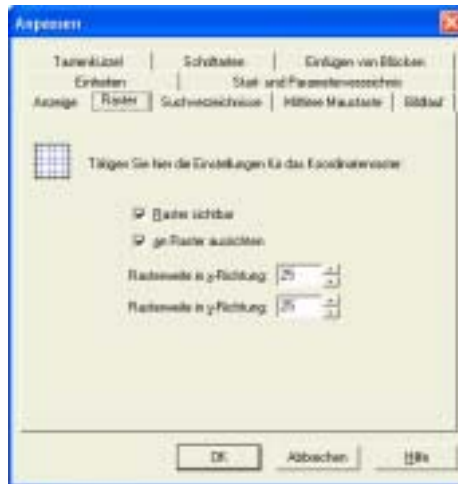 Anpassen
Tastenkürzel Schaltzeiten Einfügen von Blöcken
Einheiten Start- und Parameterverzeichnis
Anzeige Raster Suchverzeichnisse Mittlere Maustaste Bildlauf
Tätigen Sie hier die Einstellungen für das Koordinatenraster
Raster sichtbar
an Raster ausrichten
Rasterweite in x-Richtung: 25
Rasterweite in y-Richtung: 25
OK Abbrechen Hilfe